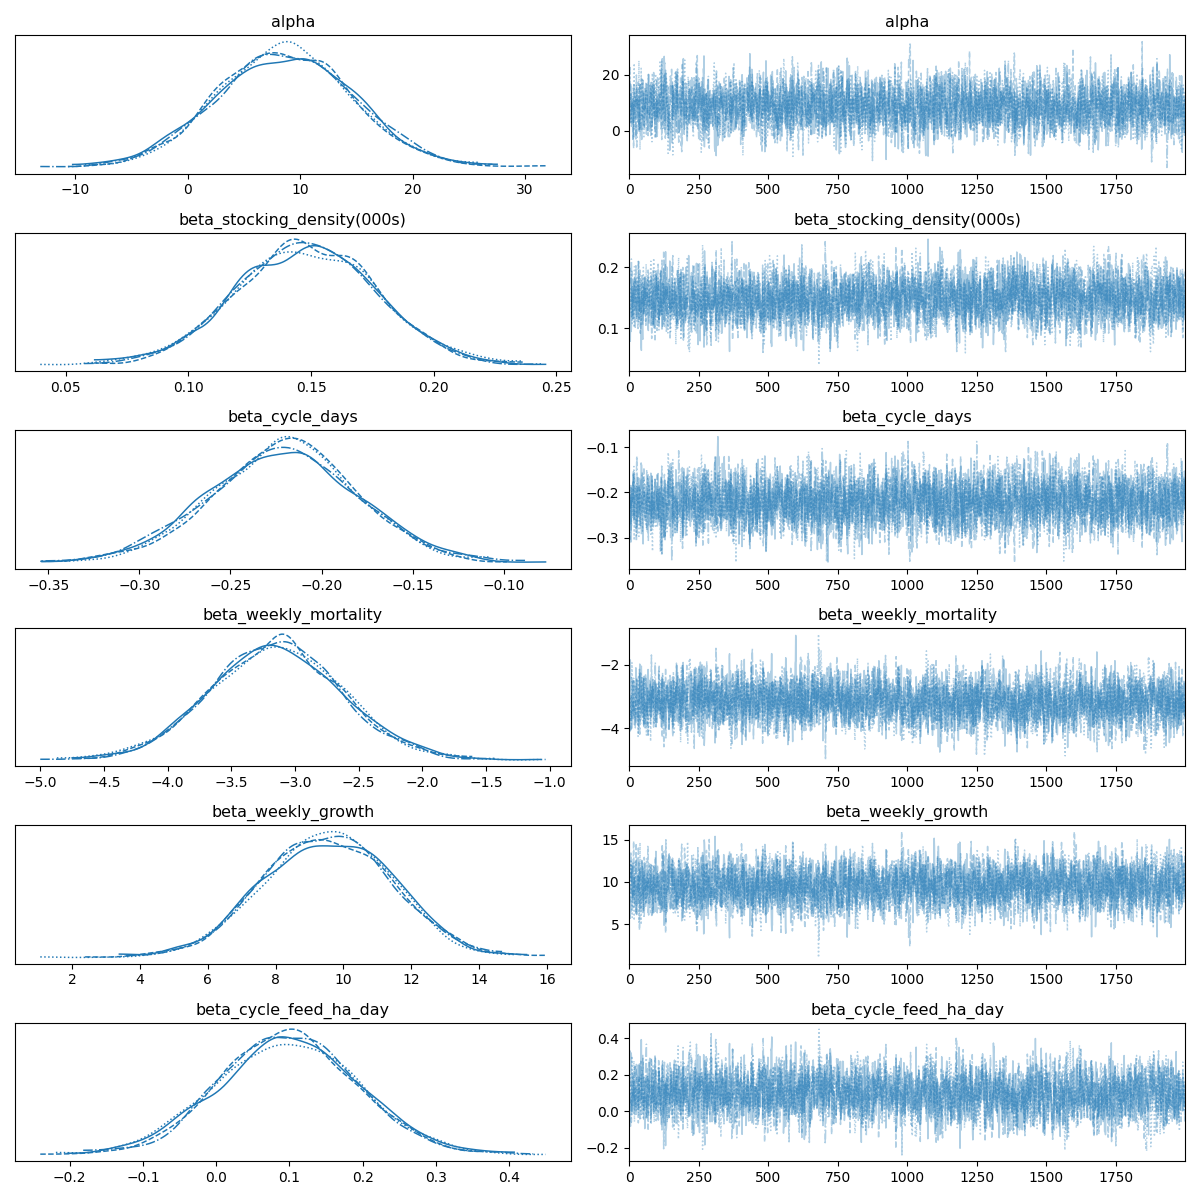 alpha alpha
20
0
−10 0 10 20 30 0 250 500 750 1000 1250 1500 1750
beta_stocking_density(000s) beta_stocking_density(000s)
0.2
0.1
0.05 0.10 0.15 0.20 0.25 0 250 500 750 1000 1250 1500 1750
beta_cycle_days beta_cycle_days
−0.1
−0.2
−0.3
−0.35 −0.30 −0.25 −0.20 −0.15 −0.10 0 250 500 750 1000 1250 1500 1750
beta_weekly_mortality beta_weekly_mortality
−2
−4
−5.0 −4.5 −4.0 −3.5 −3.0 −2.5 −2.0 −1.5 −1.0 0 250 500 750 1000 1250 1500 1750
beta_weekly_growth beta_weekly_growth
15
10
5
2 4 6 8 10 12 14 16 0 250 500 750 1000 1250 1500 1750
beta_cycle_feed_ha_day beta_cycle_feed_ha_day
0.4
0.2
0.0
−0.2
−0.2 −0.1 0.0 0.1 0.2 0.3 0.4 0 250 500 750 1000 1250 1500 1750